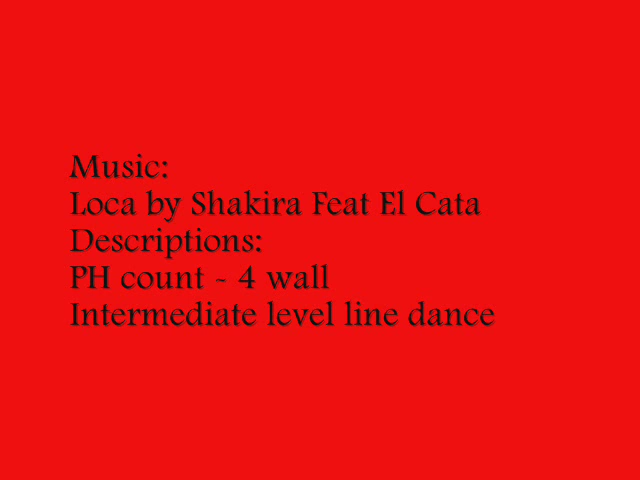 Music:
Loca by Shakira Feat El Cata
Descriptions:
PH count - 4 wall
Intermediate level line dance